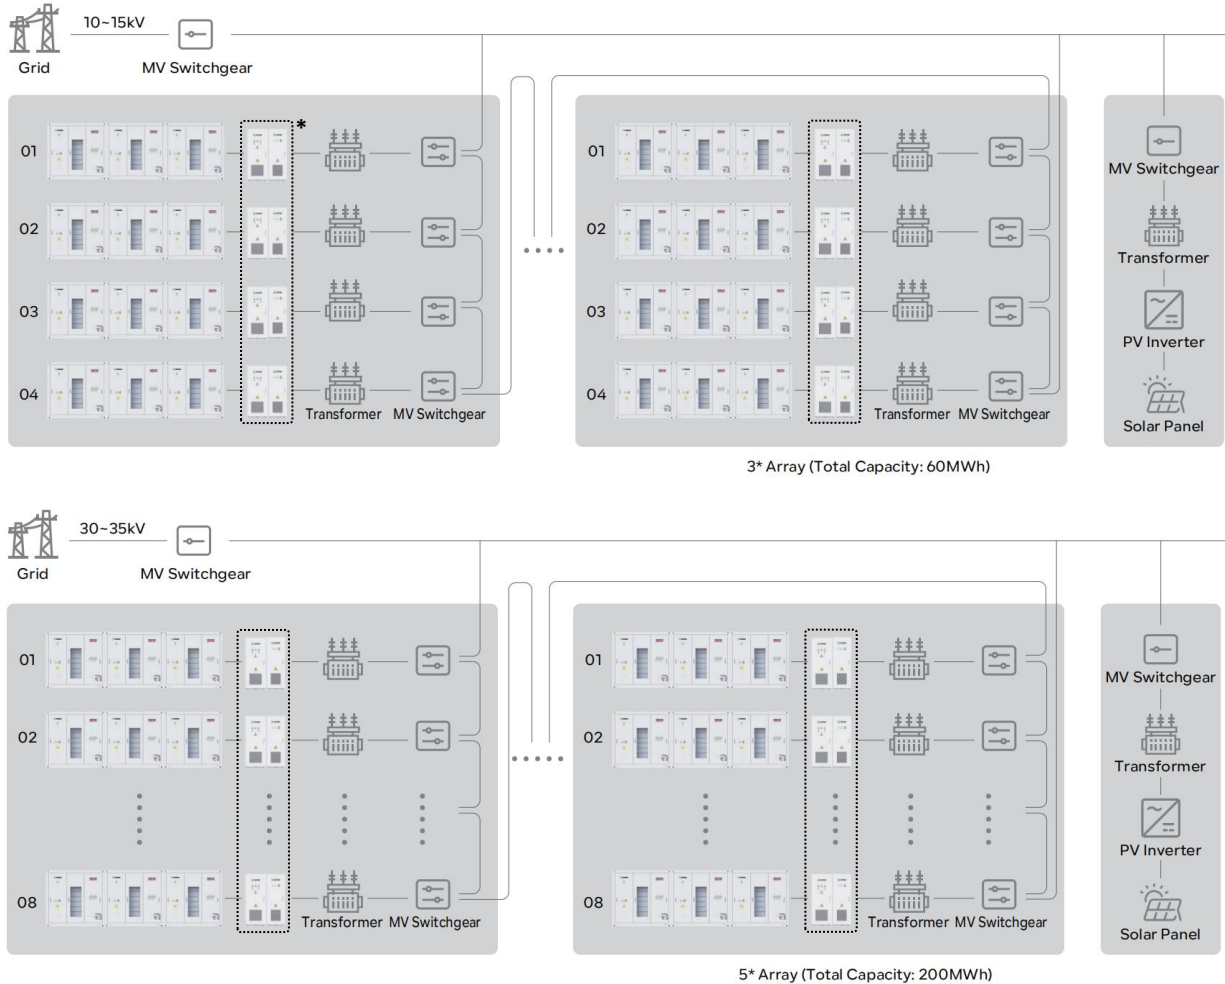 10~15kV
Grid
MV Switchgear
*
01
02
03
04
Transformer MV Switchgear
01
02
03
04
Transformer MV Switchgear
MV Switchgear
Transformer
PV Inverter
Solar Panel
3* Array (Total Capacity: 60MWh)
30~35kV
Grid
MV Switchgear
01
02
08
Transformer MV Switchgear
01
02
08
Transformer MV Switchgear
MV Switchgear
Transformer
PV Inverter
Solar Panel
5* Array (Total Capacity: 200MWh)